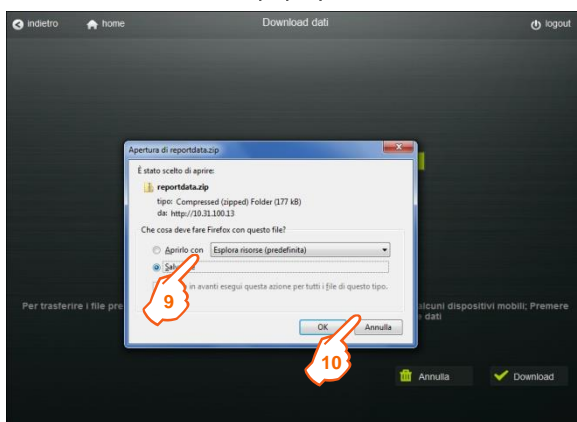 indietro home Download dati logout
Apertura di reportdata.zip
È stato scelto di aprire:
reportdata.zip
tipo: Compressed (zipped) Folder (177 kB)
da: http://10.31.100.13
Che cosa deve fare Firefox con questo file?
Aprirlo con Esplora risorse (predefinita)
in avanti esegui questa azione per tutti i file di questo tipo.
9
Per trasferire i file pre alcuni dispositivi mobili; Premere
dati
OK Annulla
10
Annulla Download